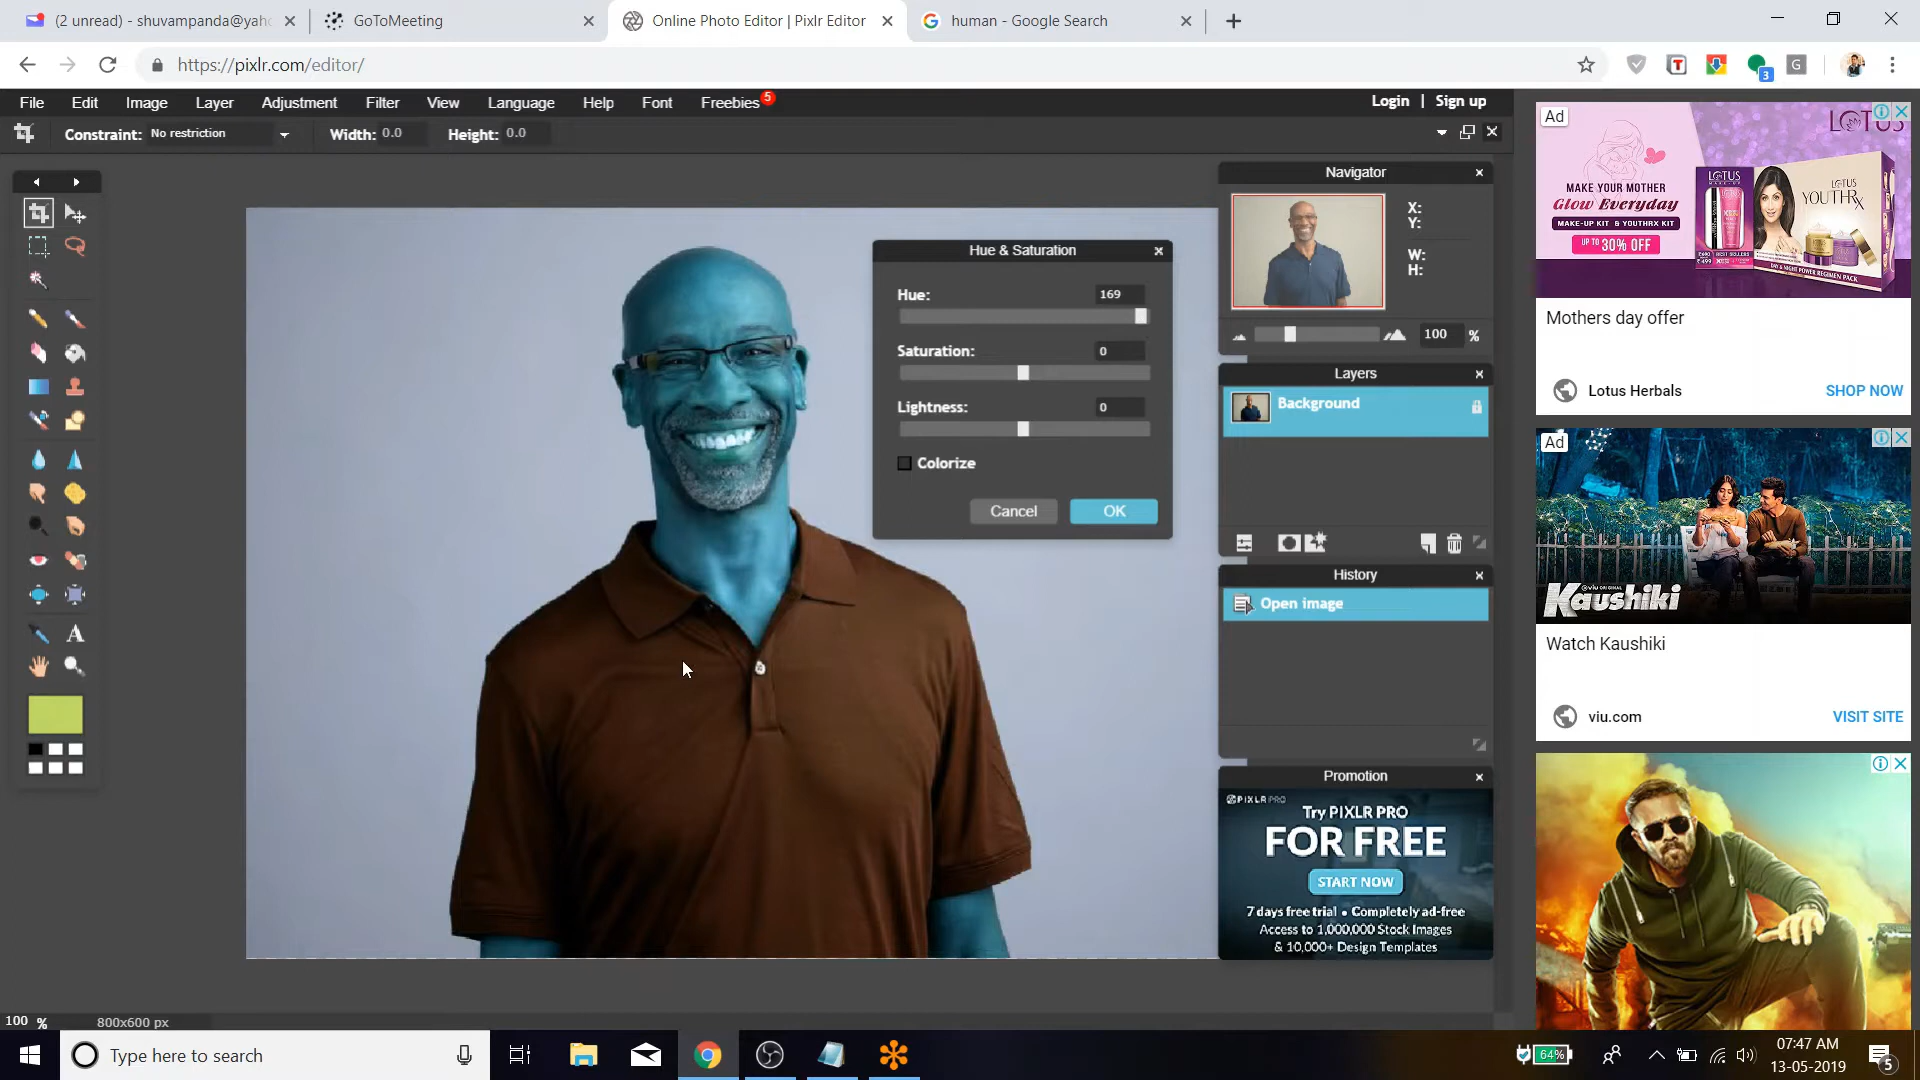 (2 unread) - shuvampanda@yaho
GoToMeeting
Online Photo Editor | Pixlr Editor
human - Google Search
https://pixlr.com/editor/
T
3
G
File Edit Image Layer Adjustment Filter View Language Help Font Freebies 5
Login | Sign up
Constraint: No restriction Width: 0.0 Height: 0.0
Navigator
X:
Y:
W:
H:
100 %
Hue & Saturation
Hue: 169
Saturation: 0
Lightness: 0
Colorize
Cancel OK
Layers
Background
History
Open image
Promotion
PIXLR PRO
Try PIXLR PRO
FOR FREE
START NOW
7 days free trial • Completely ad-free
Access to 1,000,000 Stock Images
& 10,000+ Design Templates
A
100 % 800x600 px
Ad
LOTUS
MAKE YOUR MOTHER
Glow Everyday
MAKE-UP KIT & YOUTHRX KIT
UP TO 30% OFF
LOTUS
YOUTHRX
Mothers day offer
Lotus Herbals SHOP NOW
Ad
Kaushiki
Watch Kaushiki
viu.com VISIT SITE
Type here to search
64%
07:47 AM
13-05-2019
5